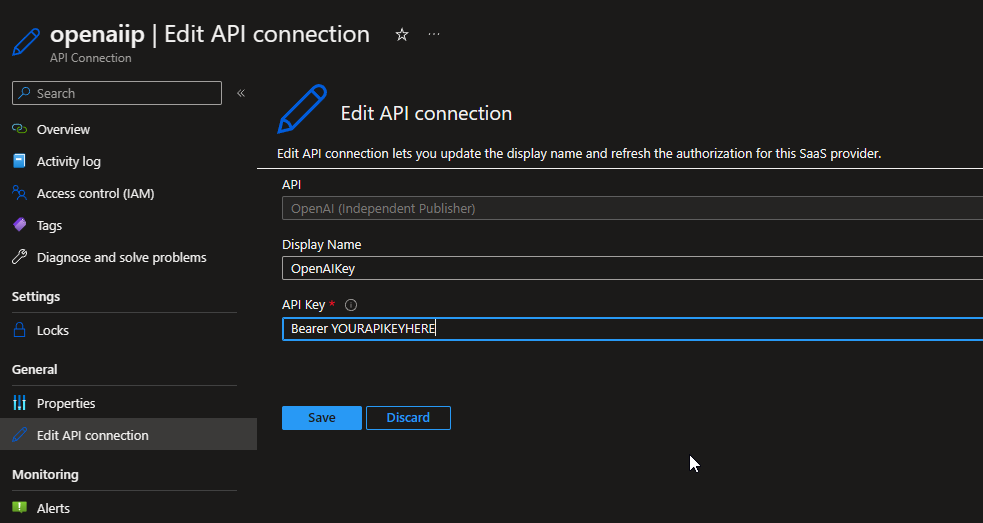 openaiip | Edit API connection
API Connection
Search
Overview
Activity log
Access control (IAM)
Tags
Diagnose and solve problems
Settings
Locks
General
Properties
Edit API connection
Monitoring
Alerts
Edit API connection
Edit API connection lets you update the display name and refresh the authorization for this SaaS provider.
API
OpenAI (Independent Publisher)
Display Name
OpenAIKey
API Key *
Bearer YOURAPIKEYHERE
Save Discard